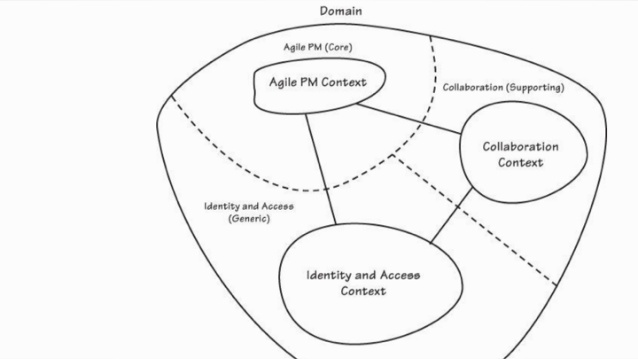 Domain
Agile PM (Core)
Agile PM Context
Collaboration (Supporting)
Collaboration
Context
Identity and Access
(Generic)
Identity and Access
Context